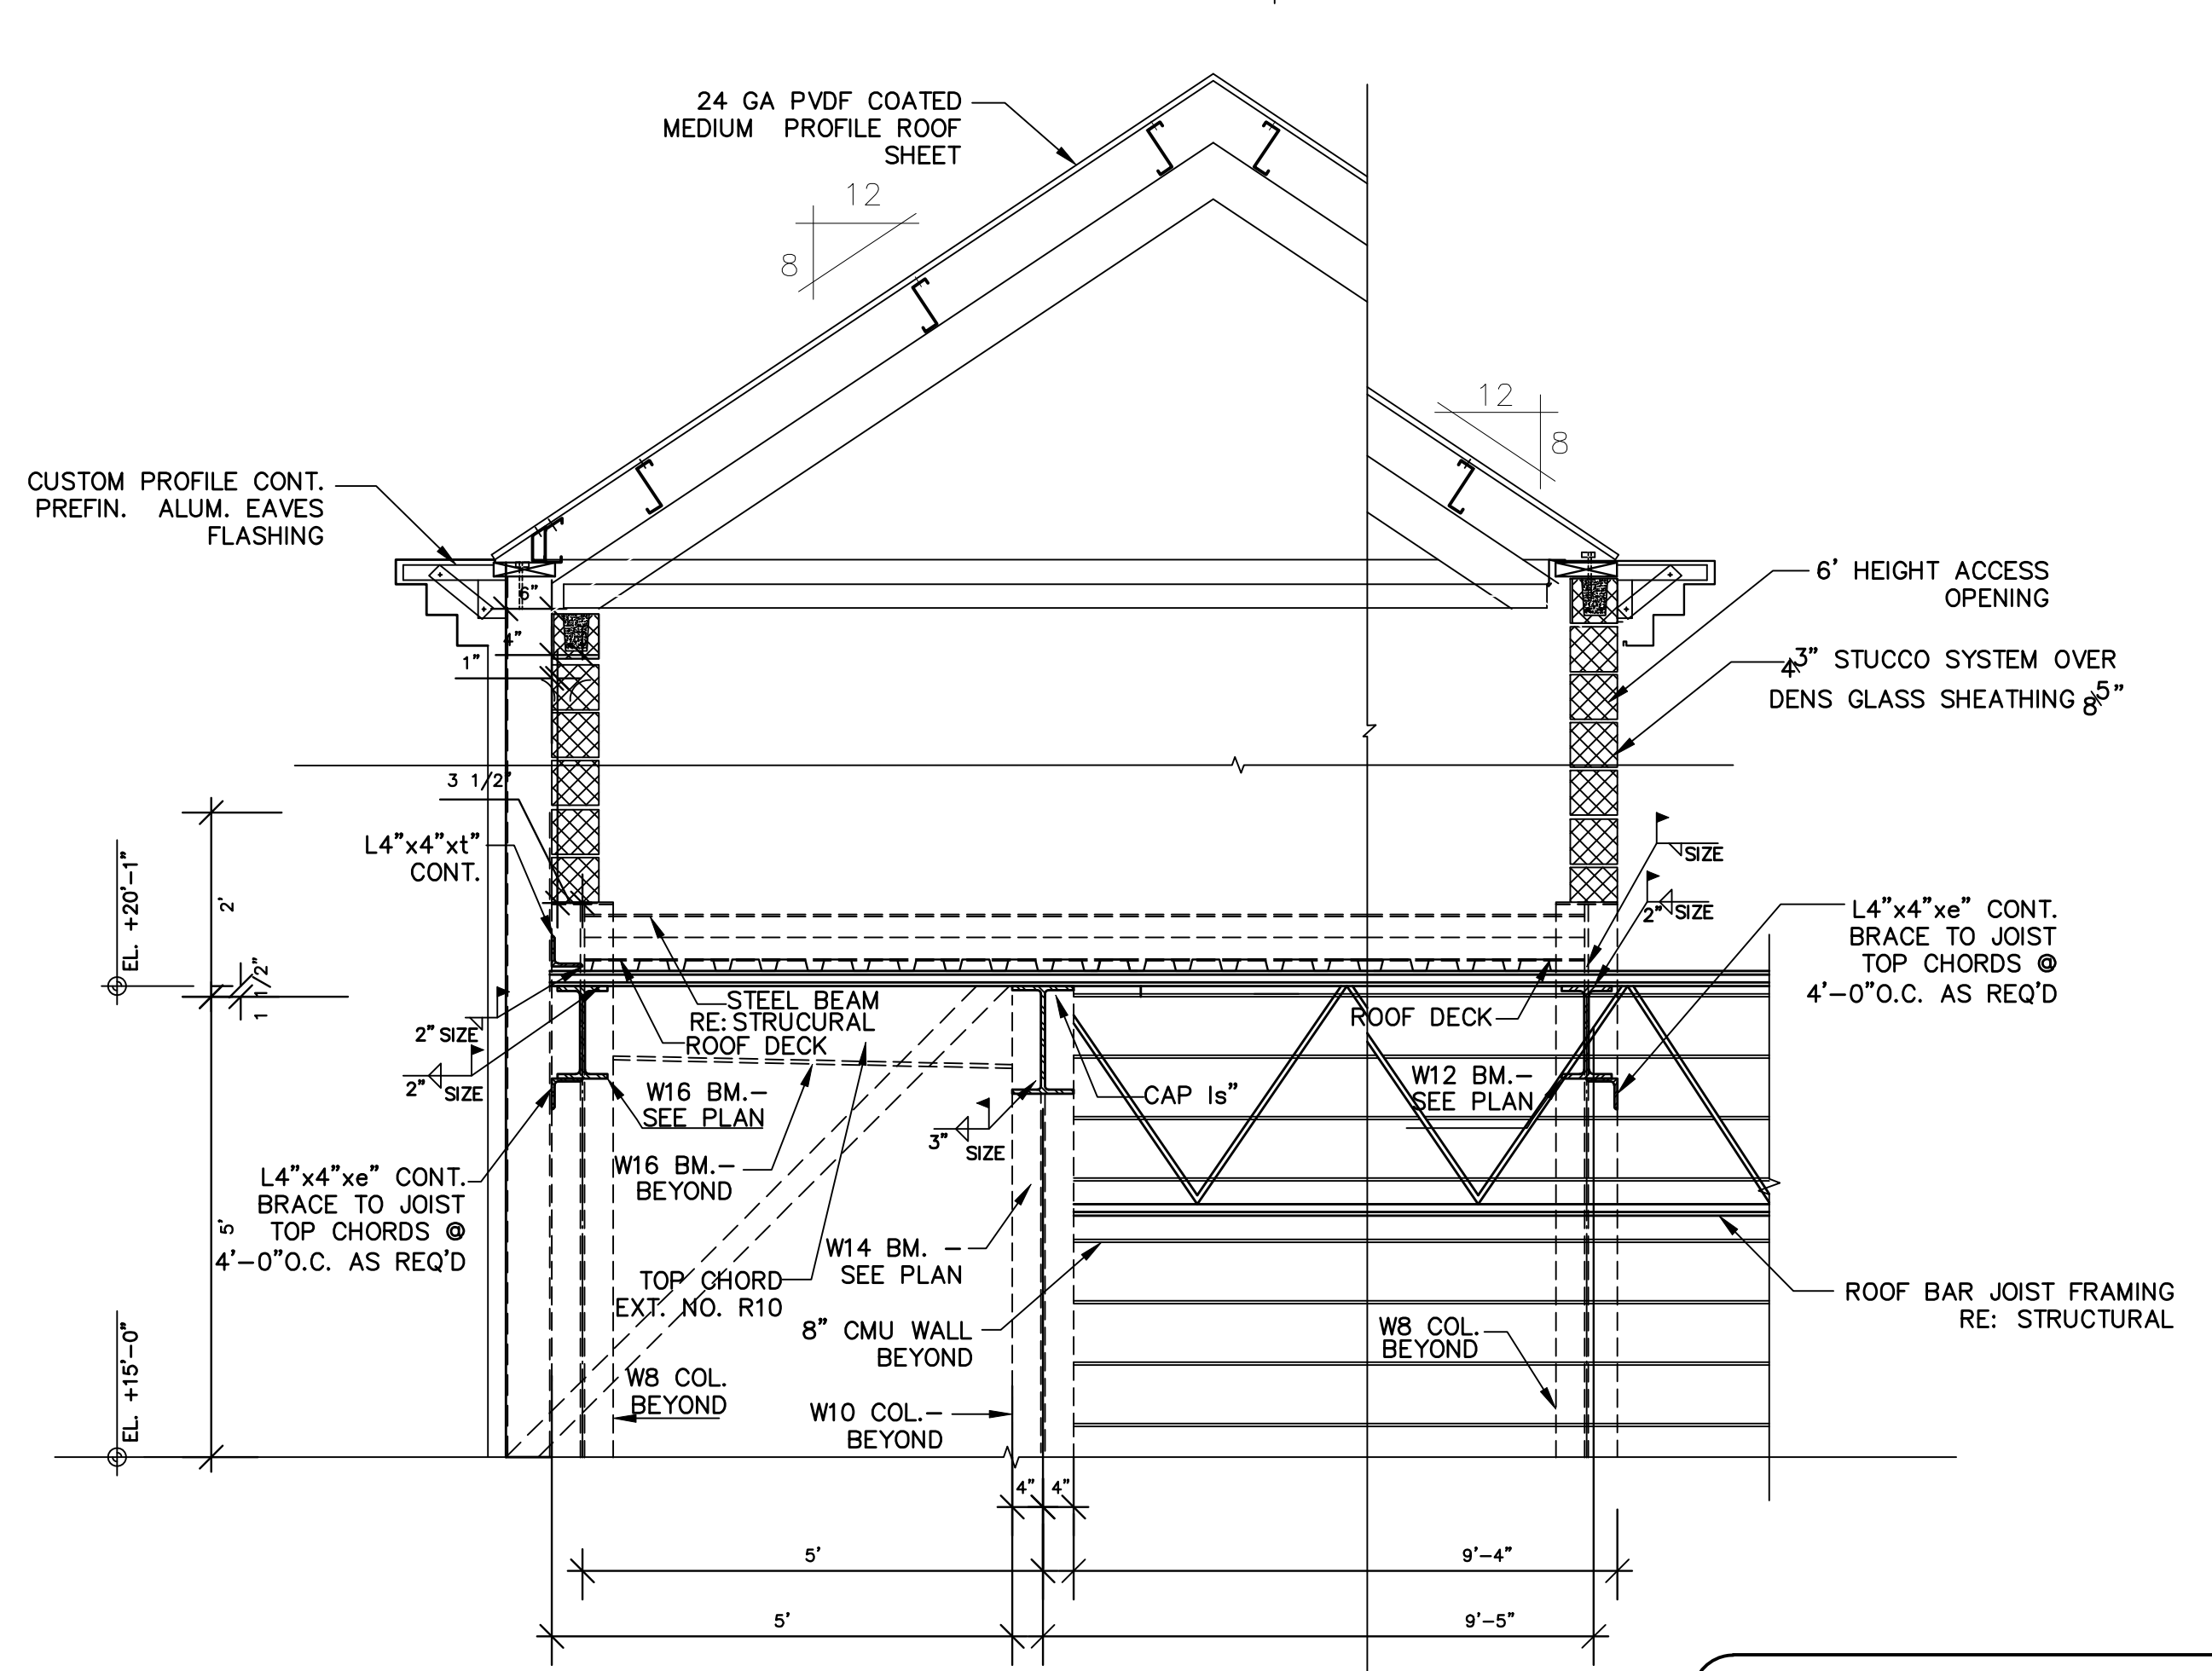 24 GA PVDF COATED
MEDIUM PROFILE ROOF
SHEET
12
8
12
8
CUSTOM PROFILE CONT.
PREFIN. ALUM. EAVES
FLASHING
6' HEIGHT ACCESS
OPENING
3/4" STUCCO SYSTEM OVER
DENS GLASS SHEATHING 5/8"
6"
4"
1"
3 1/2"
L4"x4"xt"
CONT.
SIZE
2" SIZE
L4"x4"xe" CONT.
BRACE TO JOIST
TOP CHORDS @
4'-0"O.C. AS REQ'D
EL. +20'-1"
2'
1 1/2"
STEEL BEAM
RE: STRUCURAL
ROOF DECK
ROOF DECK
2" SIZE
2" SIZE
W16 BM.-
SEE PLAN
CAP ls"
W12 BM.-
SEE PLAN
3" SIZE
W16 BM.-
BEYOND
L4"x4"xe" CONT.
BRACE TO JOIST
TOP CHORDS @
4'-0"O.C. AS REQ'D
5'
W14 BM. -
SEE PLAN
TOP CHORD
EXT. NO. R10
8" CMU WALL
BEYOND
ROOF BAR JOIST FRAMING
RE: STRUCTURAL
W8 COL.
BEYOND
EL. +15'-0"
W8 COL.
BEYOND
W10 COL.-
BEYOND
4" 4"
5' 9'-4"
5' 9'-5"